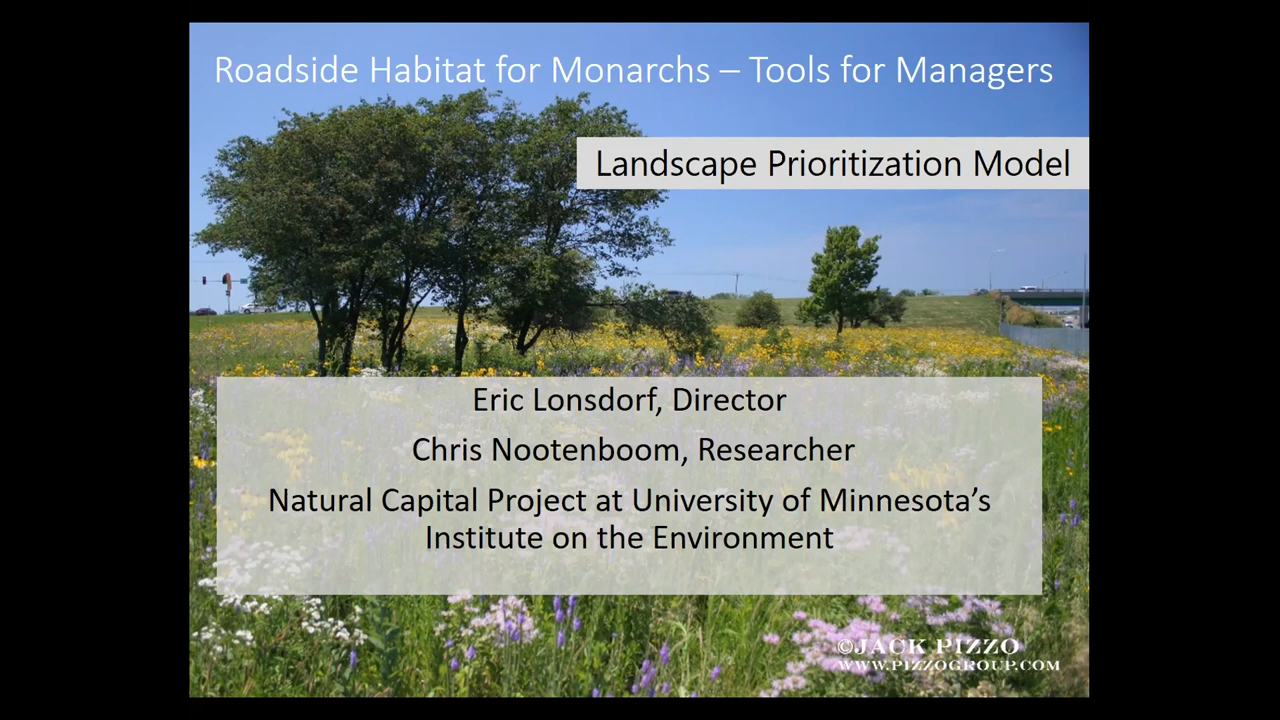 Roadside Habitat for Monarchs – Tools for Managers
Landscape Prioritization Model
Eric Lonsdorf, Director
Chris Nootenboom, Researcher
Natural Capital Project at University of Minnesota’s
Institute on the Environment
©JACK PIZZO
WWW.PIZZOGROUP.COM